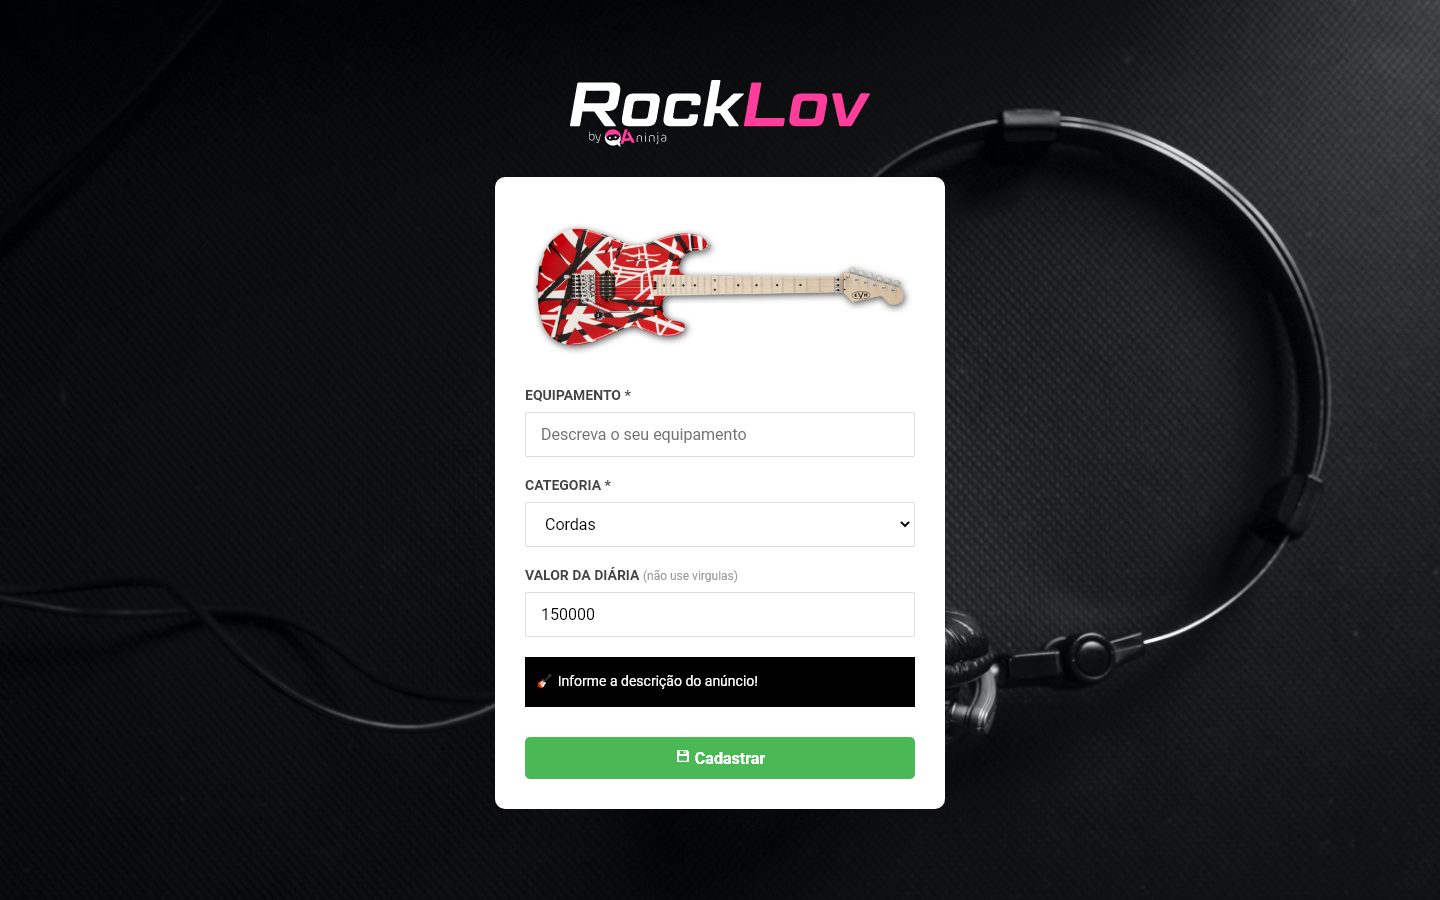 RockLov
by QAninja
EVH
EQUIPAMENTO *
Descreva o seu equipamento
CATEGORIA *
Cordas
VALOR DA DIÁRIA (não use virgulas)
150000
Informe a descrição do anúncio!
Cadastrar